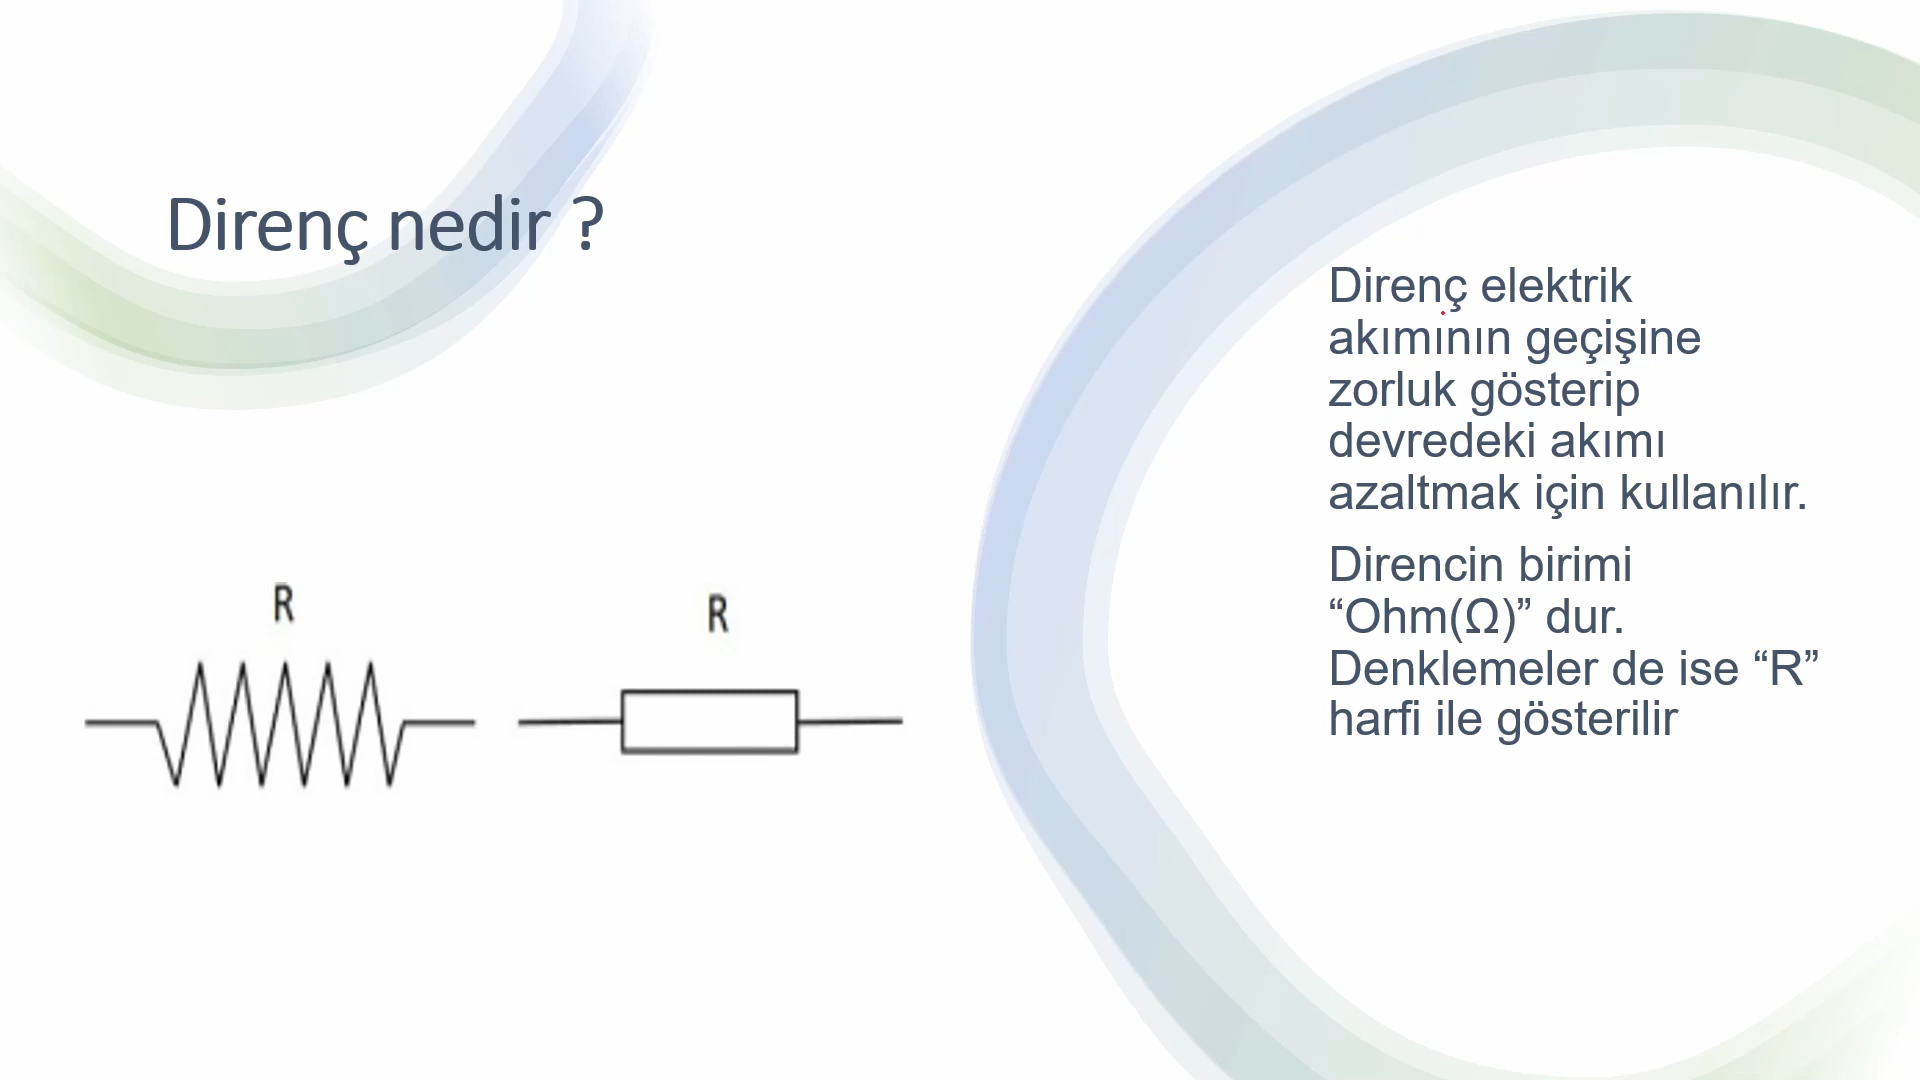 Direnç nedir ?
R
R
Direnç elektrik
akımının geçişine
zorluk gösterip
devredeki akımı
azaltmak için kullanılır.
Direncin birimi
“Ohm(Ω)” dur.
Denklemeler de ise “R”
harfi ile gösterilir